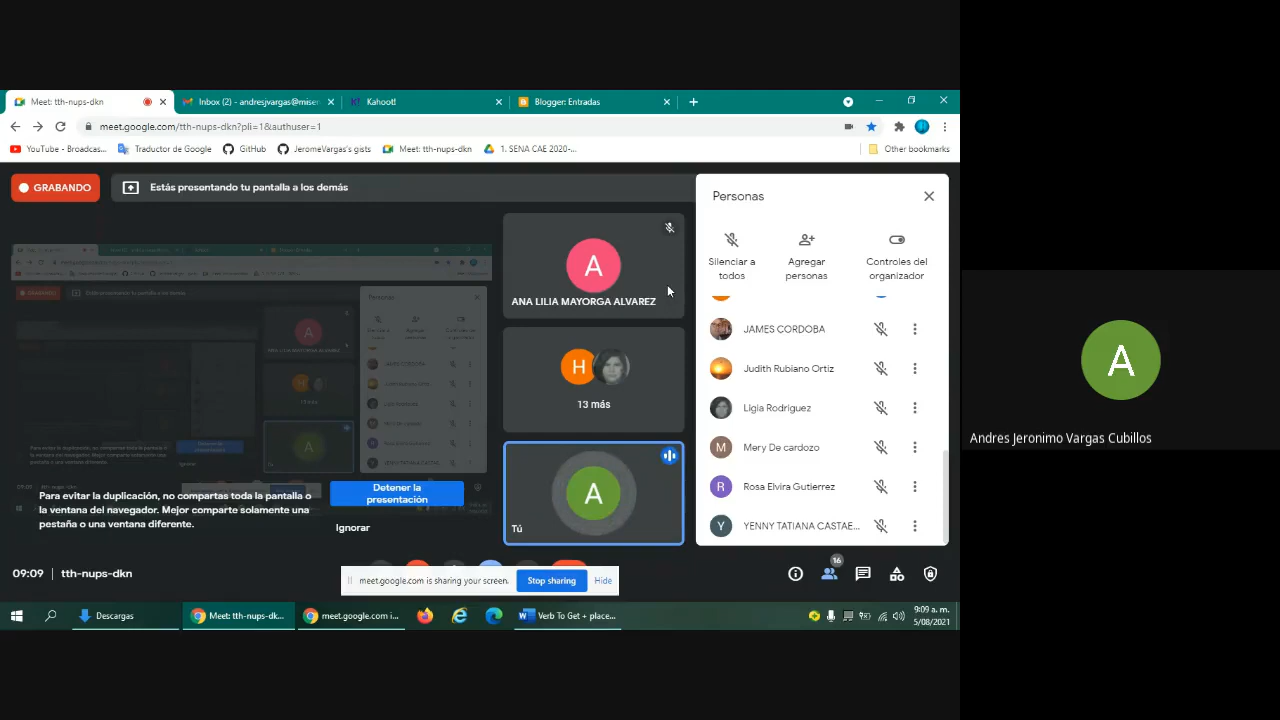 Meet: tth-nups-dkn
Inbox (2) - andresjvargas@miser
Kahoot!
Blogger: Entradas
meet.google.com/tth-nups-dkn?pli=1&authuser=1
YouTube - Broadcas...
Traductor de Google
GitHub
JeromeVargas's gists
Meet: tth-nups-dkn
1. SENA CAE 2020-...
Other bookmarks
GRABANDO
Estás presentando tu pantalla a los demás
Personas
Silenciar a
todos
Agregar
personas
Controles del
organizador
A
ANA LILIA MAYORGA ALVAREZ
H
13 más
A
Tú
JAMES CORDOBA
Judith Rubiano Ortiz
Ligia Rodriguez
M
Mery De cardozo
R
Rosa Elvira Gutierrez
Y
YENNY TATIANA CASTAE...
Para evitar la duplicación, no compartas toda la pantalla o
la ventana del navegador. Mejor comparte solamente una
pestaña o una ventana diferente.
Detener la
presentación
Ignorar
09:09 | tth-nups-dkn
meet.google.com is sharing your screen.
Stop sharing
Hide
16
Descargas
Meet: tth-nups-dk...
meet.google.com i...
Verb To Get + place...
9:09 a. m.
5/08/2021
A
Andres Jeronimo Vargas Cubillos